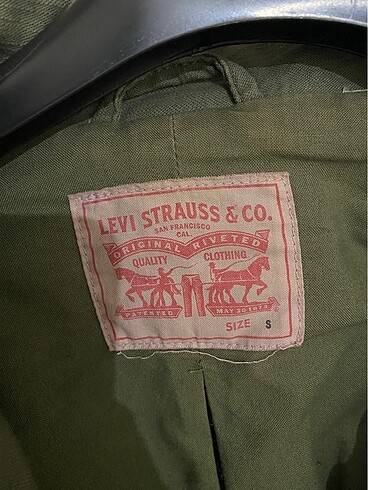 LEVI STRAUSS & CO.
SAN FRANCISCO
CAL.
ORIGINAL RIVETED
QUALITY CLOTHING
PATENTED MAY 20 1873
SIZE S